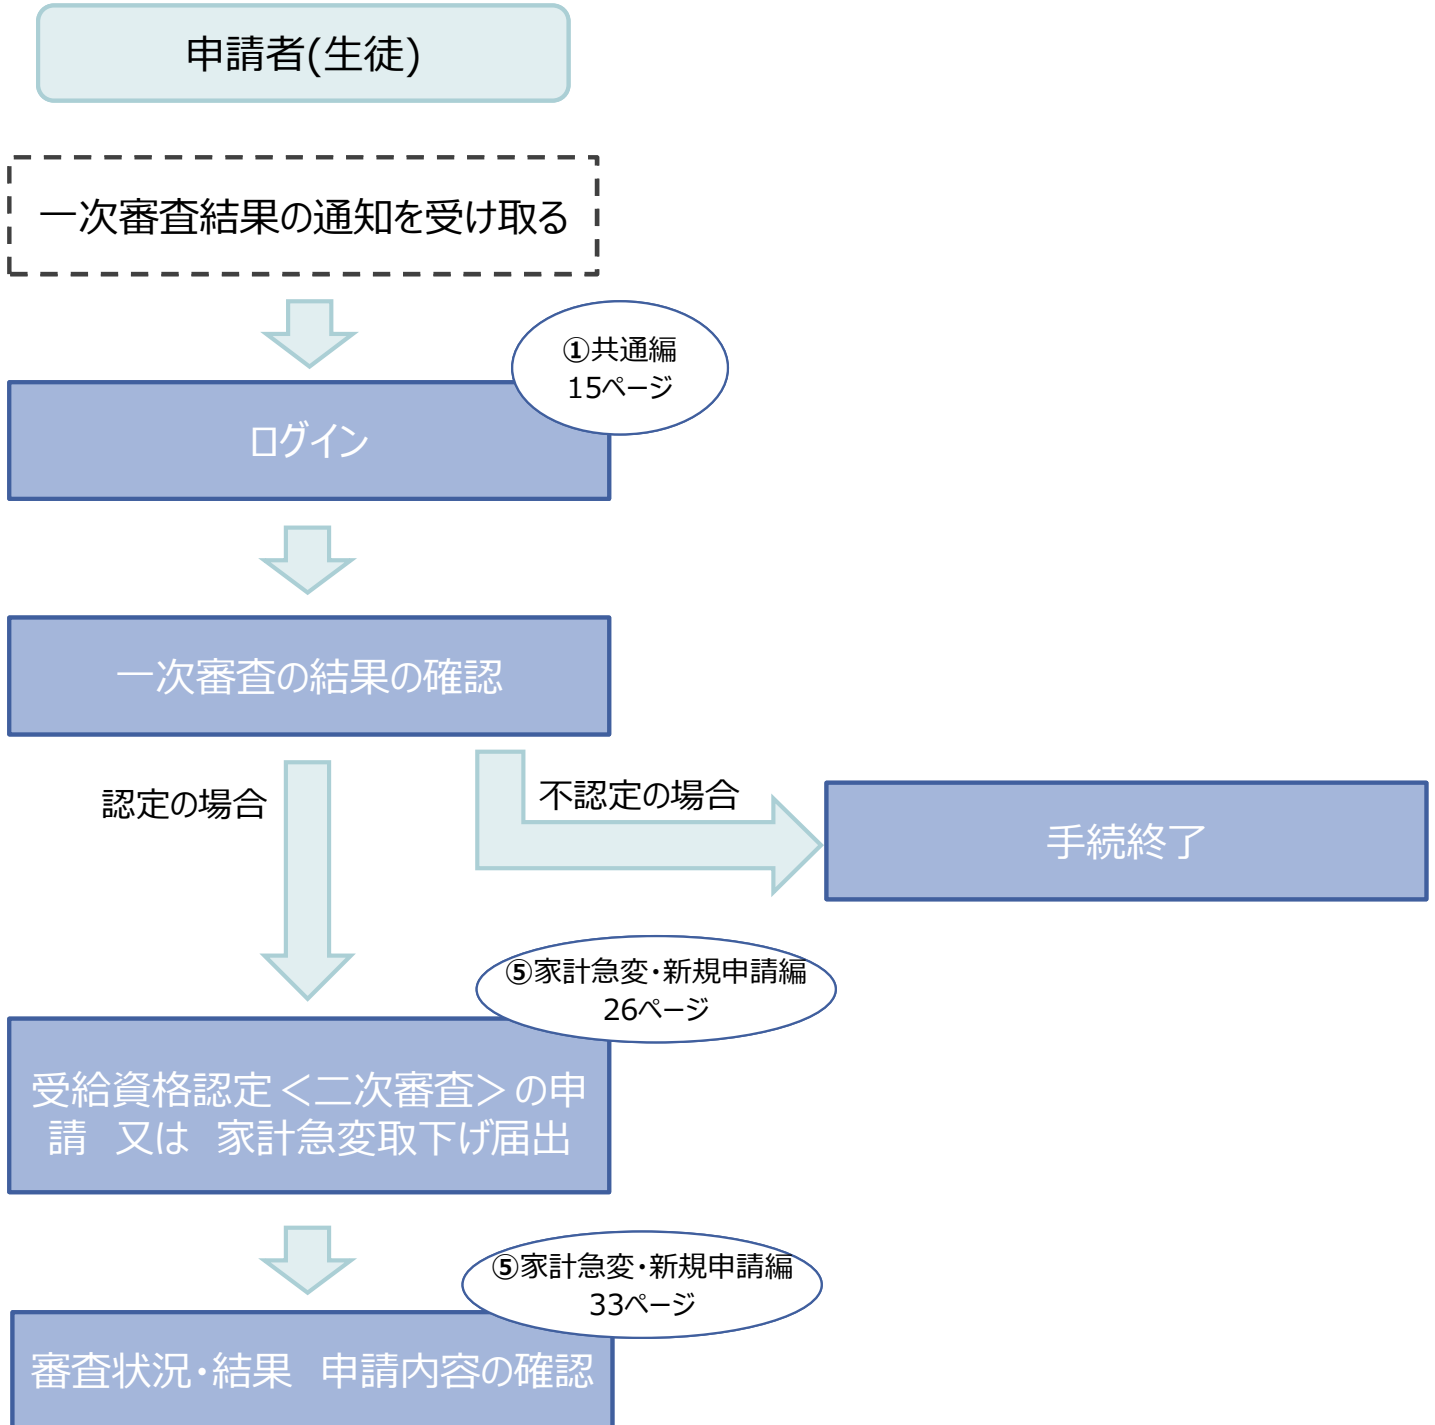 申請者(生徒)
一次審査結果の通知を受け取る
①共通編
15ページ
ログイン
一次審査の結果の確認
認定の場合
不認定の場合
手続終了
⑤家計急変・新規申請編
26ページ
受給資格認定＜二次審査＞の申
請　又は　家計急変取下げ届出
⑤家計急変・新規申請編
33ページ
審査状況・結果　申請内容の確認